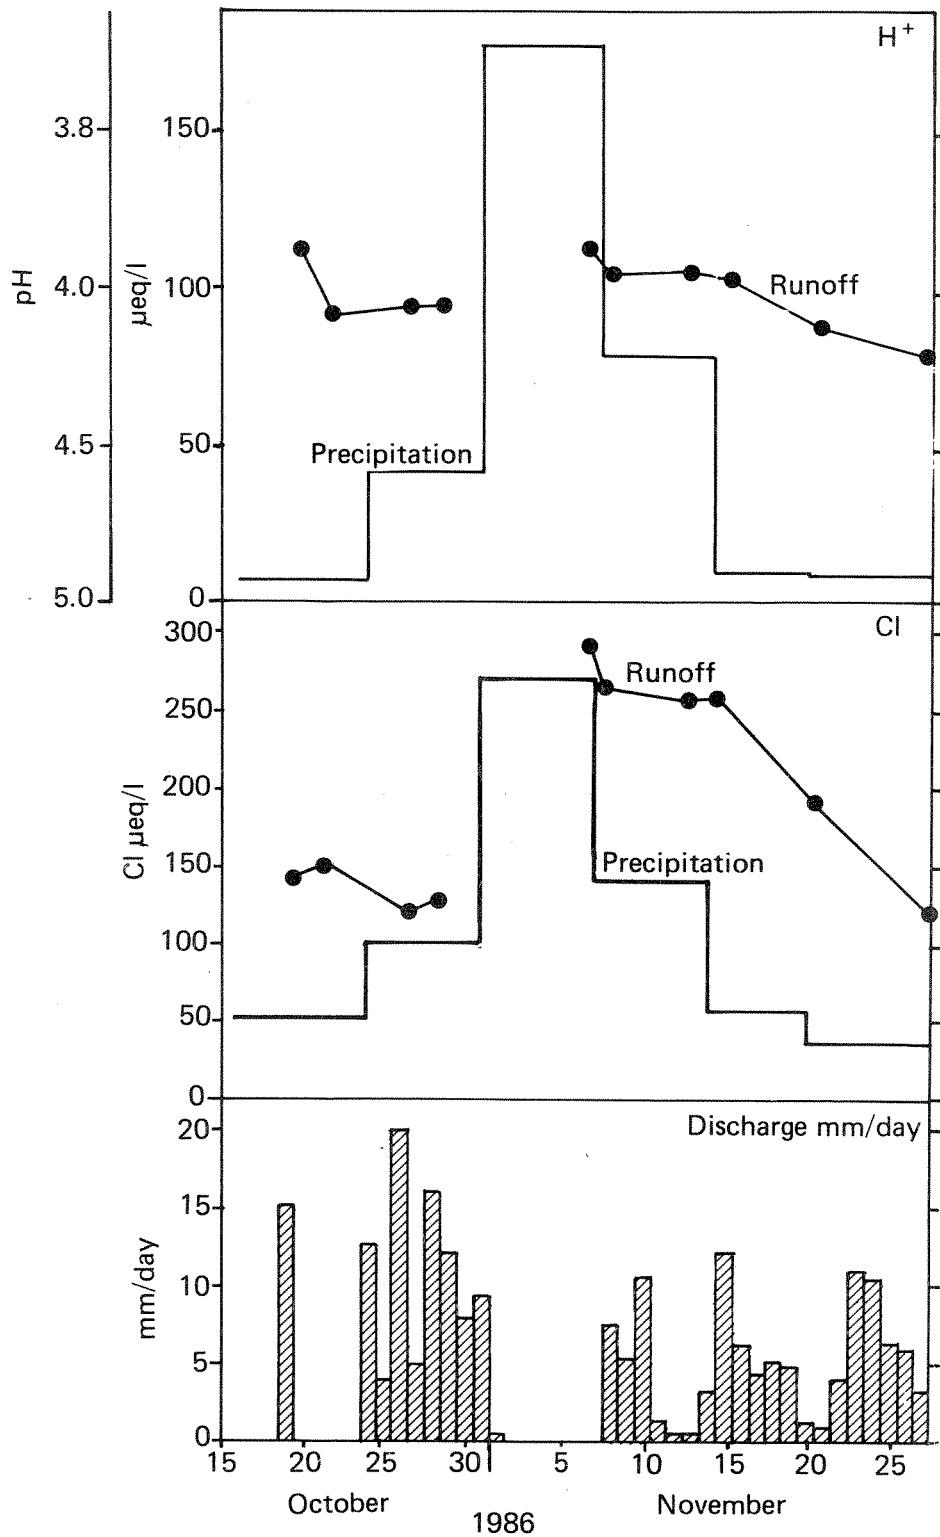 H+
pH
3.8
4.0
4.5
5.0
µeq/l
150
100
50
0
Runoff
Precipitation
Cl
Cl µeq/l
300
250
200
150
100
50
0
Runoff
Precipitation
Discharge mm/day
mm/day
20
15
10
5
0
15 20 25 30 5 10 15 20 25
October November
1986